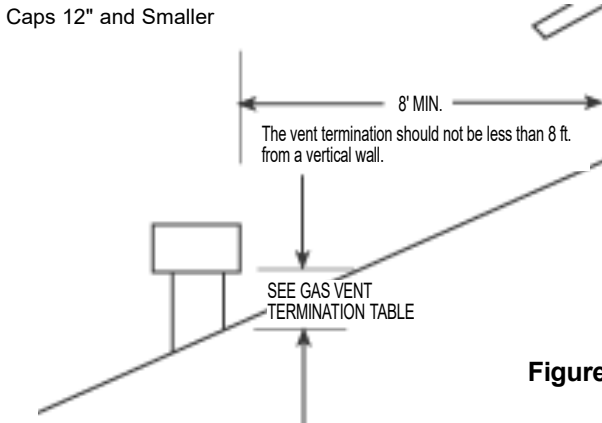 Caps 12" and Smaller
8' MIN.
The vent termination should not be less than 8 ft.
from a vertical wall.
SEE GAS VENT
TERMINATION TABLE
Figure